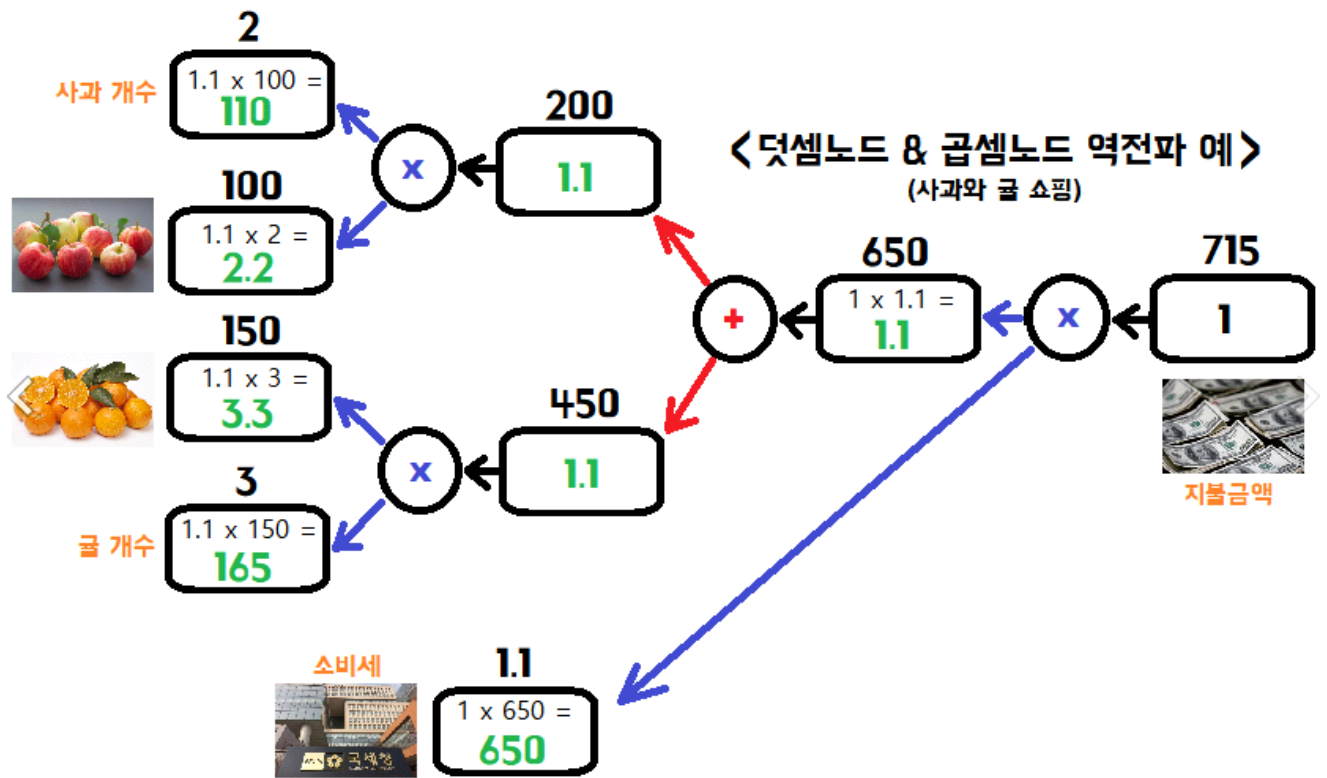 2
사과 개수
1.1 x 100 =
110
x
200
1.1
<덧셈노드 & 곱셈노드 역전파 예>
(사과와 귤 쇼핑)
100
1.1 x 2 =
2.2
+
650
1 x 1.1 =
1.1
x
715
1
지불금액
150
1.1 x 3 =
3.3
x
450
1.1
3
귤 개수
1.1 x 150 =
165
소비세
국세청
1.1
1 x 650 =
650